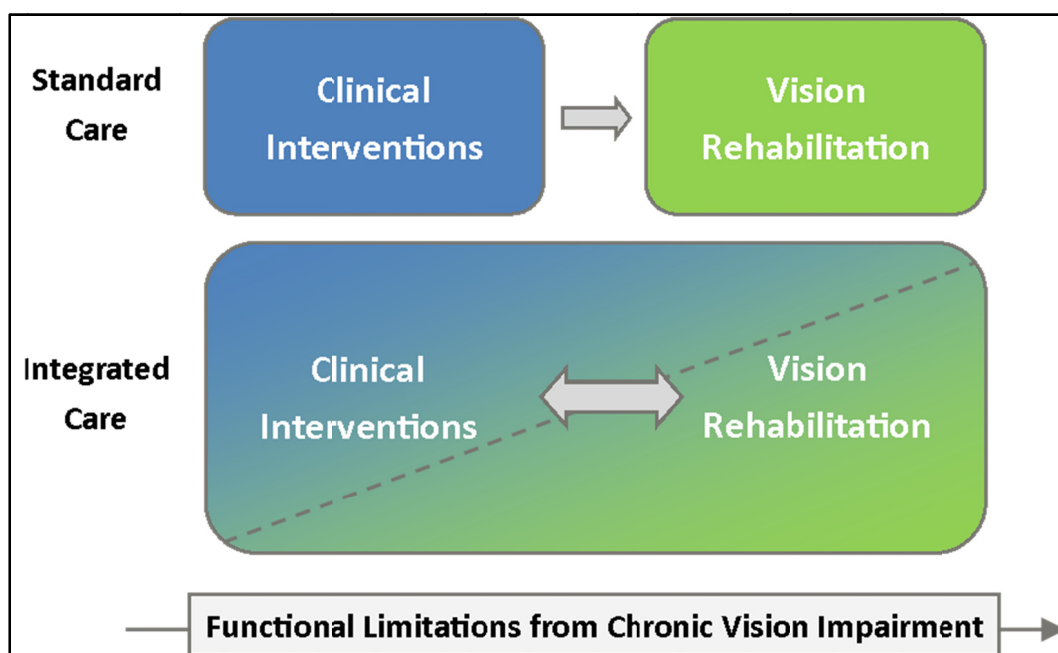 Standard
Care
Clinical
Interventions
Vision
Rehabilitation
Integrated
Care
Clinical
Interventions
Vision
Rehabilitation
Functional Limitations from Chronic Vision Impairment